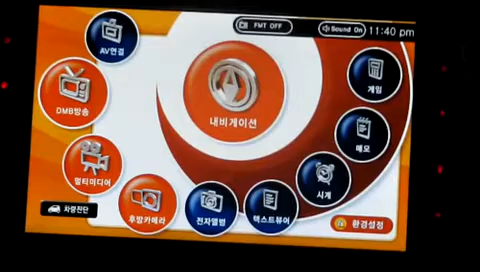 FMT OFF
Sound On
11:40 pm
AV연결
DMB방송
내비게이션
게임
메모
멀티미디어
시계
후방카메라
전자앨범
텍스트뷰어
차량진단
환경설정